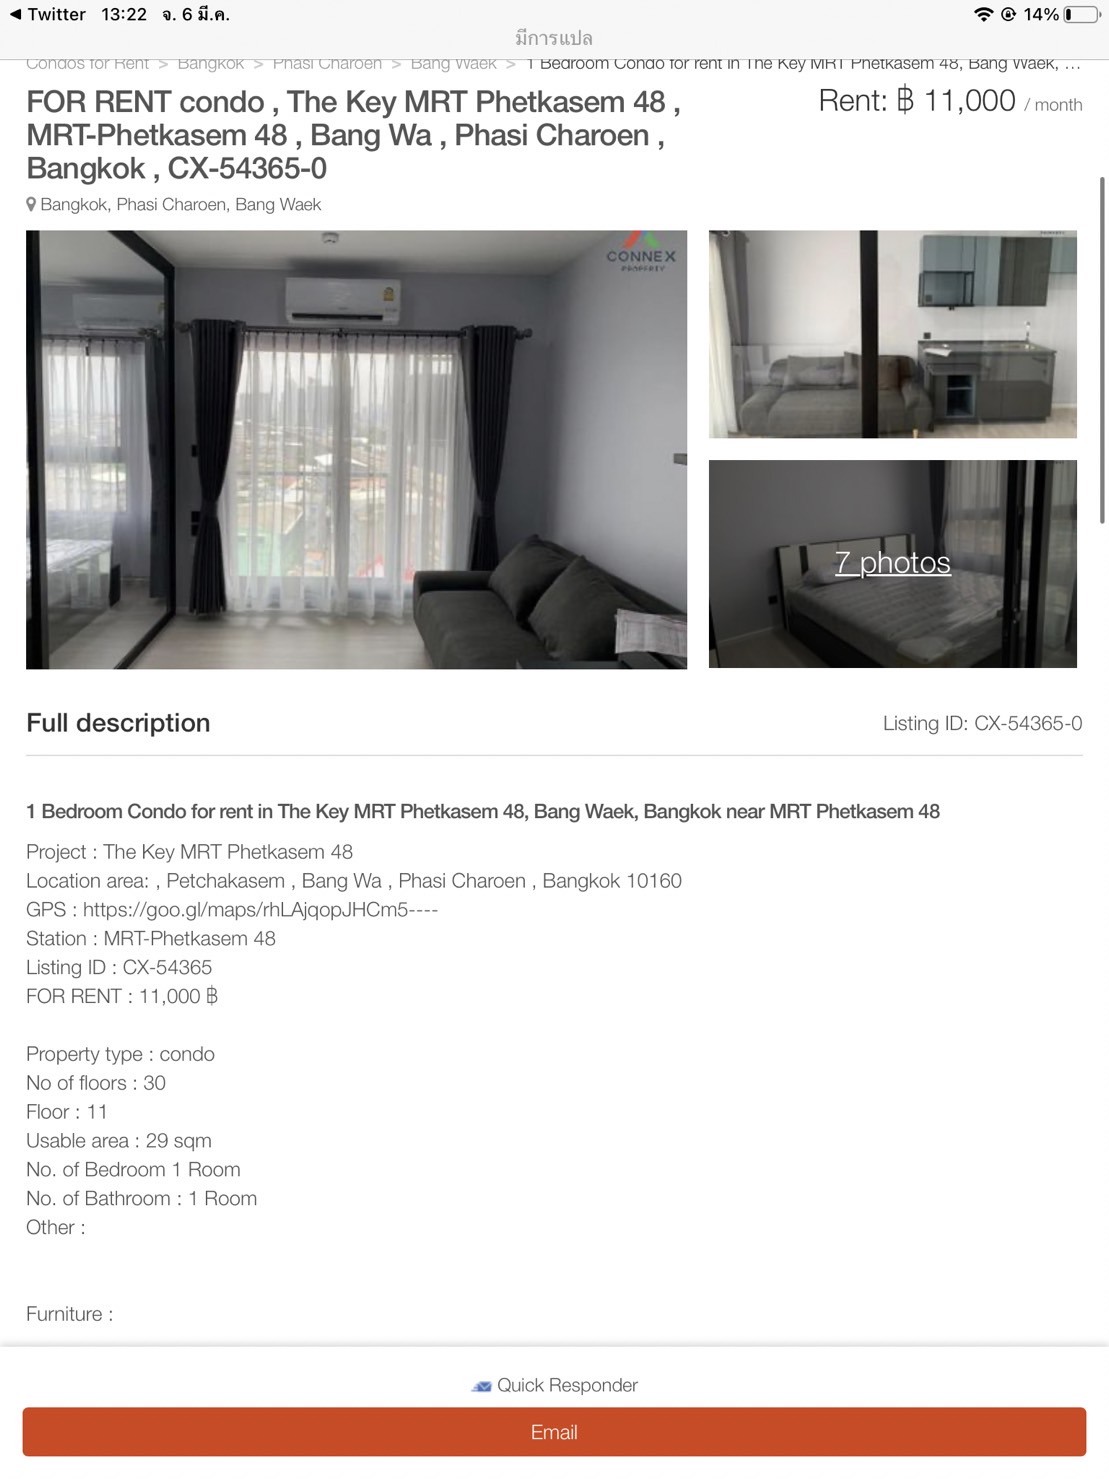 Twitter 13:22 จ. 6 มี.ค. 14%
มีการแปล
Condos for Rent > Bangkok > Phasi Charoen > Bang Waek > 1 Bedroom Condo for rent in The Key MRT Phetkasem 48, Bang Waek, ...
FOR RENT condo , The Key MRT Phetkasem 48 ,
MRT-Phetkasem 48 , Bang Wa , Phasi Charoen ,
Bangkok , CX-54365-0
Rent: ฿ 11,000 / month
Bangkok, Phasi Charoen, Bang Waek
CONNEX
PROPERTY
7 photos
Full description
Listing ID: CX-54365-0
1 Bedroom Condo for rent in The Key MRT Phetkasem 48, Bang Waek, Bangkok near MRT Phetkasem 48
Project : The Key MRT Phetkasem 48
Location area: , Petchakasem , Bang Wa , Phasi Charoen , Bangkok 10160
GPS : https://goo.gl/maps/rhLAjqopJHCm5----
Station : MRT-Phetkasem 48
Listing ID : CX-54365
FOR RENT : 11,000 ฿
Property type : condo
No of floors : 30
Floor : 11
Usable area : 29 sqm
No. of Bedroom 1 Room
No. of Bathroom : 1 Room
Other :
Furniture :
Quick Responder
Email